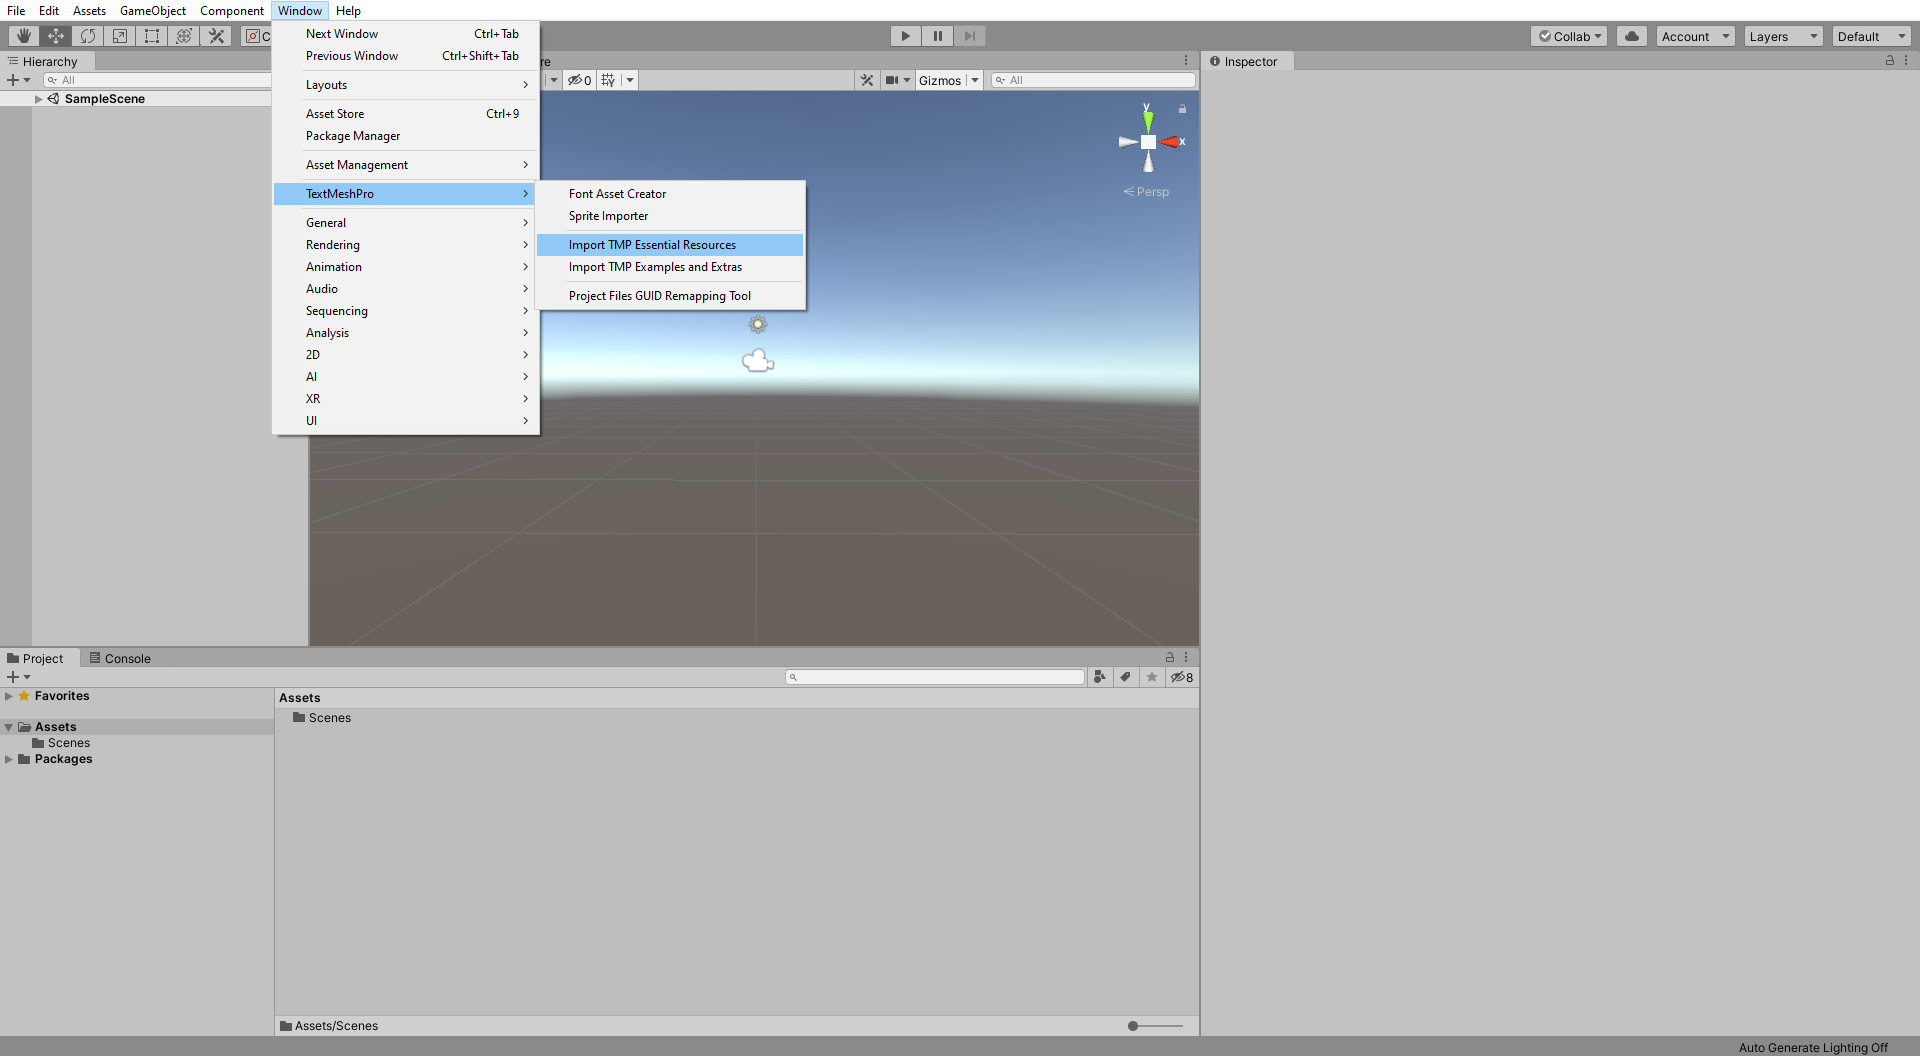 File Edit Assets GameObject Component Window Help
Collab Account Layers Default
Hierarchy
All
SampleScene
Next Window Ctrl+Tab
Previous Window Ctrl+Shift+Tab
Layouts
Asset Store Ctrl+9
Package Manager
Asset Management
TextMeshPro
General
Rendering
Animation
Audio
Sequencing
Analysis
2D
AI
XR
UI
Font Asset Creator
Sprite Importer
Import TMP Essential Resources
Import TMP Examples and Extras
Project Files GUID Remapping Tool
0 Gizmos All
y
x
Persp
Inspector
Project Console
8
Favorites
Assets
Scenes
Packages
Assets
Scenes
Assets/Scenes
Auto Generate Lighting Off